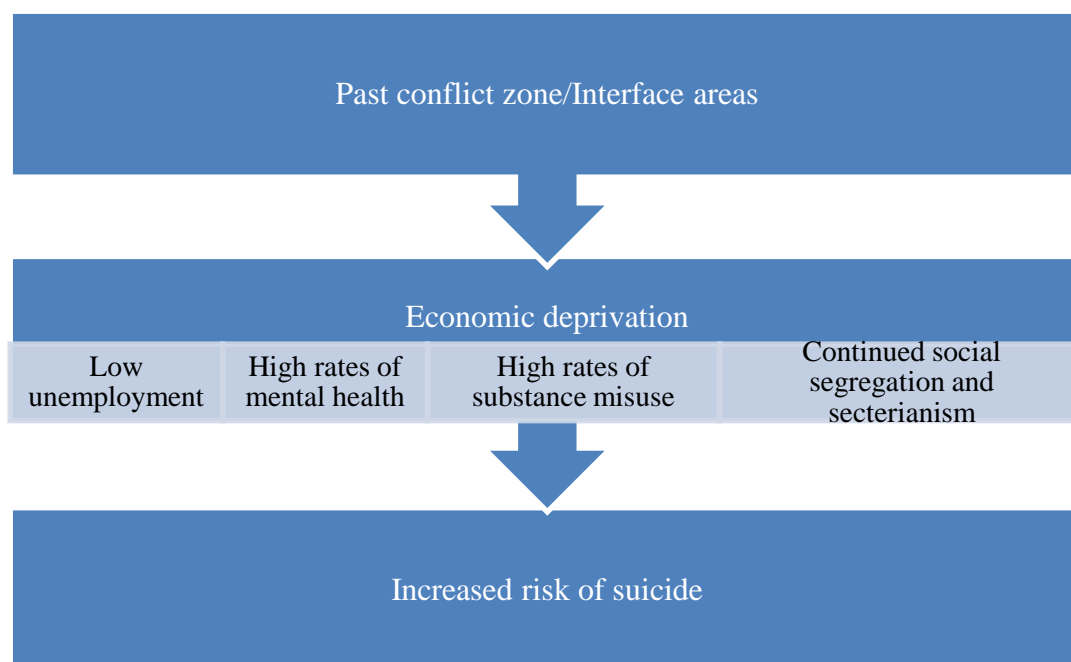 Past conflict zone/Interface areas
Economic deprivation
Low
unemployment
High rates of
mental health
High rates of
substance misuse
Continued social
segregation and
secterianism
Increased risk of suicide